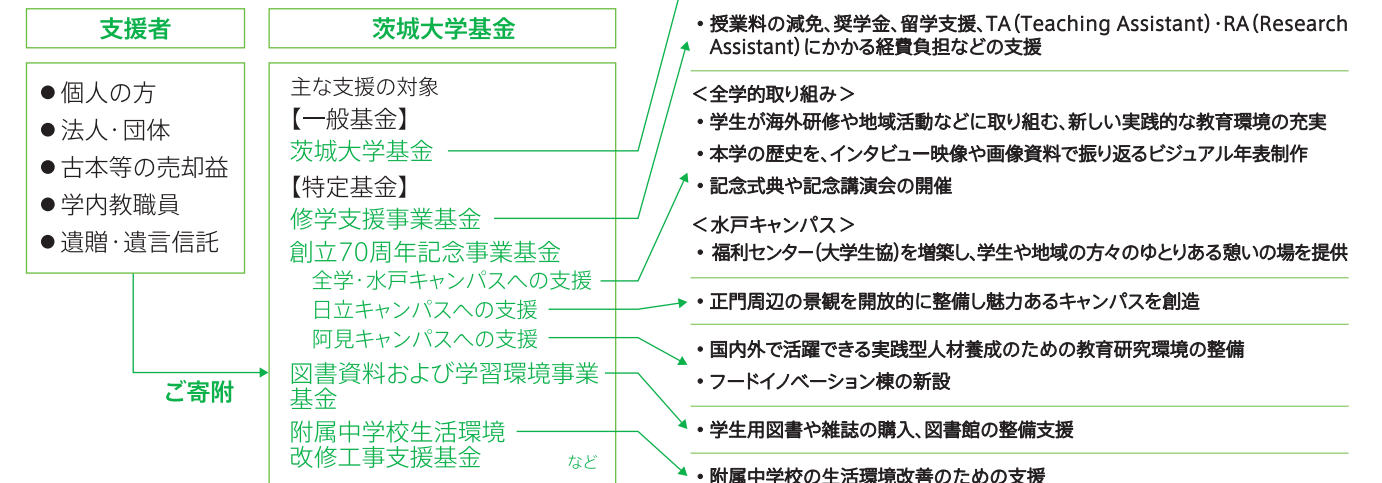 支援者
● 個人の方
● 法人・団体
● 古本等の売却益
● 学内教職員
● 遺贈・遺言信託
ご寄附
茨城大学基金
主な支援の対象
【一般基金】
茨城大学基金
【特定基金】
修学支援事業基金
創立70周年記念事業基金
全学・水戸キャンパスへの支援
日立キャンパスへの支援
阿見キャンパスへの支援
図書資料および学習環境事業
基金
附属中学校生活環境
改修工事支援基金
など
・授業料の減免、奨学金、留学支援、TA（Teaching Assistant）・RA（Research
Assistant）にかかる経費負担などの支援
＜全学的取り組み＞
・学生が海外研修や地域活動などに取り組む、新しい実践的な教育環境の充実
・本学の歴史を、インタビュー映像や画像資料で振り返るビジュアル年表制作
・記念式典や記念講演会の開催
＜水戸キャンパス＞
・福利センター(大学生協)を増築し、学生や地域の方々のゆとりある憩いの場を提供
・正門周辺の景観を開放的に整備し魅力あるキャンパスを創造
・国内外で活躍できる実践型人材養成のための教育研究環境の整備
・フードイノベーション棟の新設
・学生用図書や雑誌の購入、図書館の整備支援
・附属中学校の生活環境改善のための支援